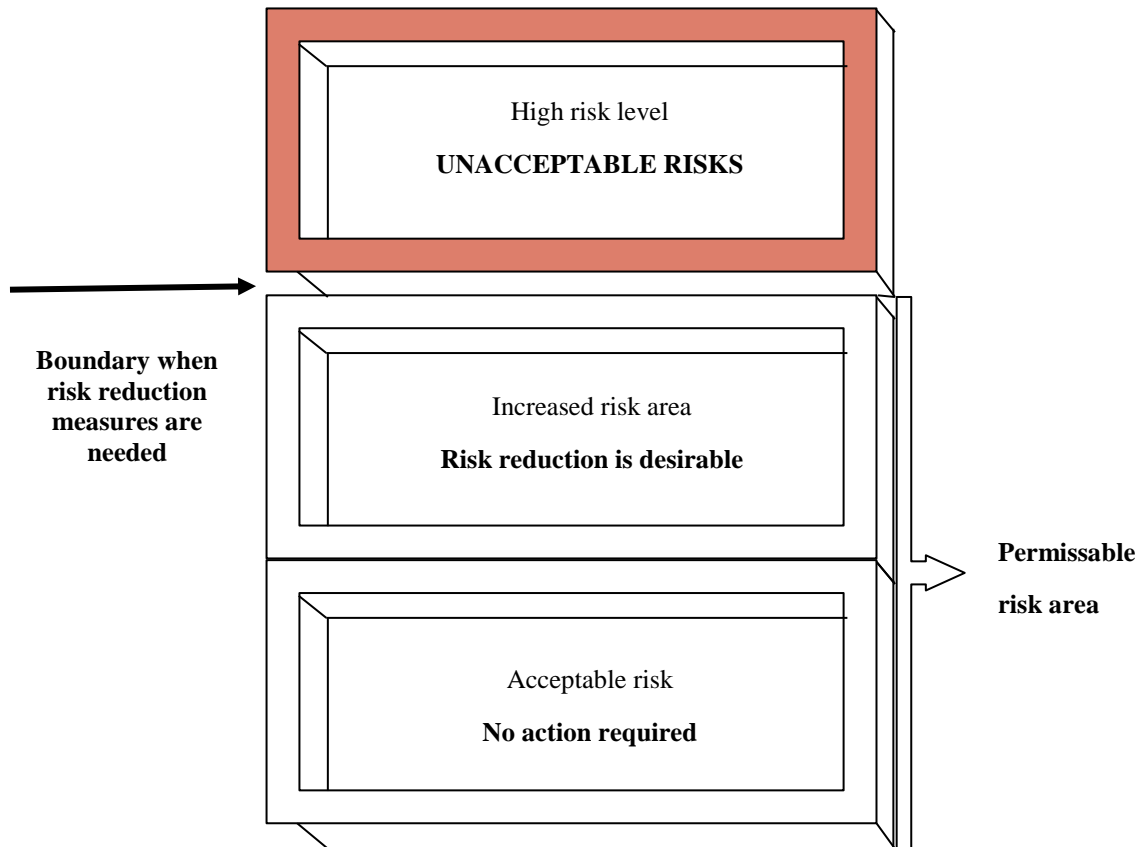 High risk level
UNACCEPTABLE RISKS
Boundary when
risk reduction
measures are
needed
Increased risk area
Risk reduction is desirable
Permissable
risk area
Acceptable risk
No action required